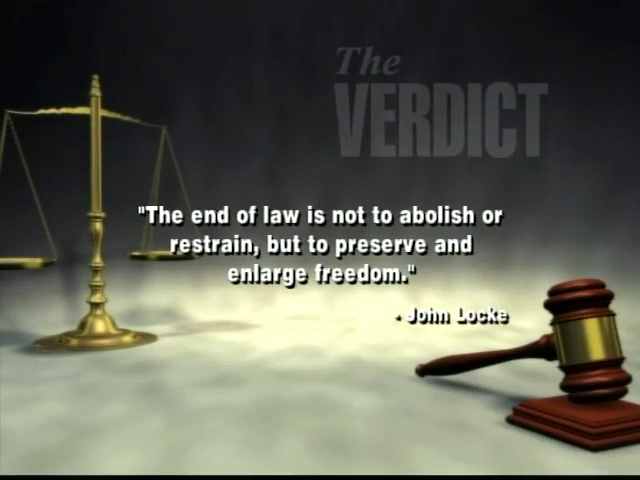 The
VERDICT
"The end of law is not to abolish or
restrain, but to preserve and
enlarge freedom."
- John Locke